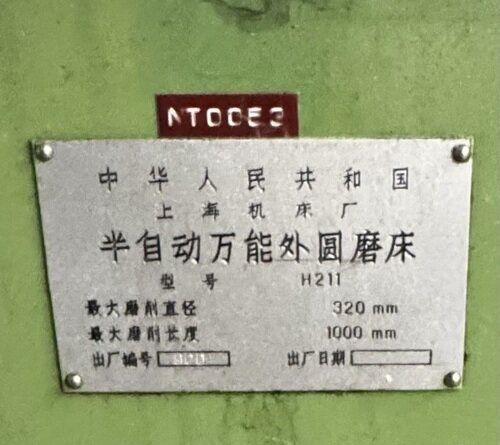 NT00E3
中华人民共和国
上海机床厂
半自动万能外圆磨床
型号 H211
最大磨削直径 320 mm
最大磨削长度 1000 mm
出厂编号 出厂日期